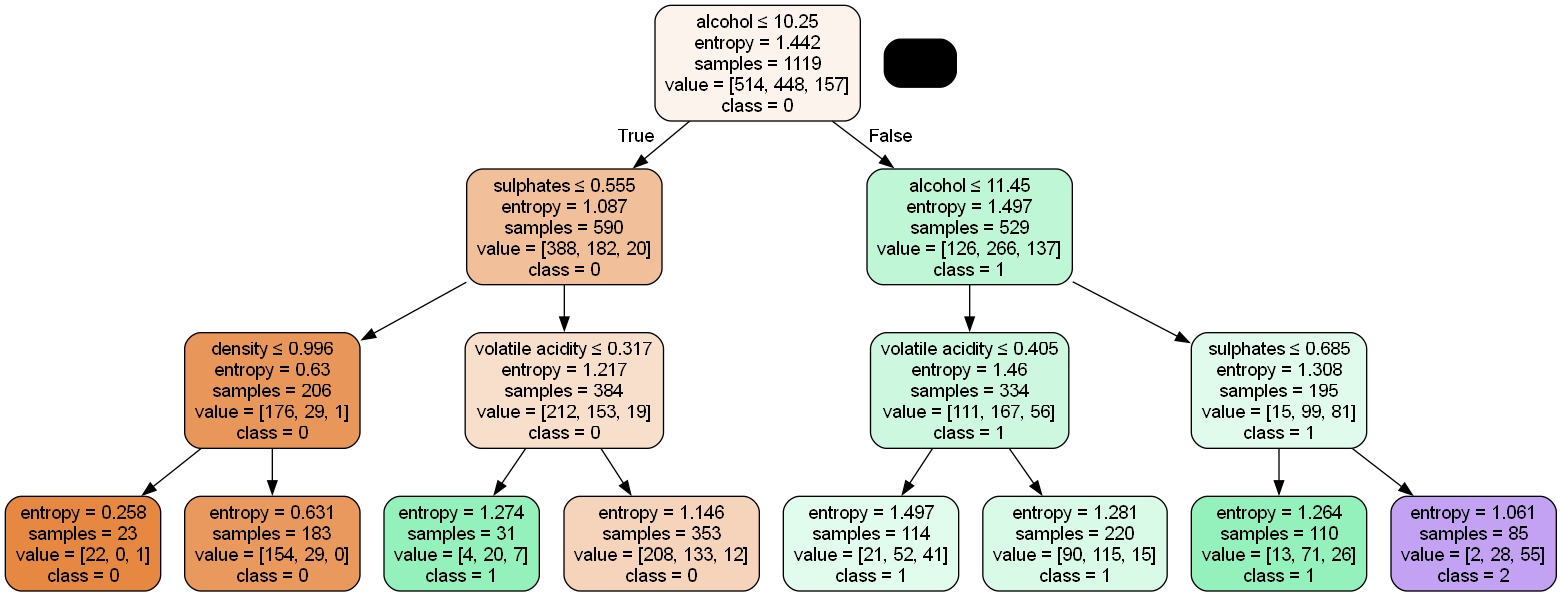 alcohol ≤ 10.25
entropy = 1.442
samples = 1119
value = [514, 448, 157]
class = 0
True
False
sulphates ≤ 0.555
entropy = 1.087
samples = 590
value = [388, 182, 20]
class = 0
alcohol ≤ 11.45
entropy = 1.497
samples = 529
value = [126, 266, 137]
class = 1
density ≤ 0.996
entropy = 0.63
samples = 206
value = [176, 29, 1]
class = 0
volatile acidity ≤ 0.317
entropy = 1.217
samples = 384
value = [212, 153, 19]
class = 0
volatile acidity ≤ 0.405
entropy = 1.46
samples = 334
value = [111, 167, 56]
class = 1
sulphates ≤ 0.685
entropy = 1.308
samples = 195
value = [15, 99, 81]
class = 1
entropy = 0.258
samples = 23
value = [22, 0, 1]
class = 0
entropy = 0.631
samples = 183
value = [154, 29, 0]
class = 0
entropy = 1.274
samples = 31
value = [4, 20, 7]
class = 1
entropy = 1.146
samples = 353
value = [208, 133, 12]
class = 0
entropy = 1.497
samples = 114
value = [21, 52, 41]
class = 1
entropy = 1.281
samples = 220
value = [90, 115, 15]
class = 1
entropy = 1.264
samples = 110
value = [13, 71, 26]
class = 1
entropy = 1.061
samples = 85
value = [2, 28, 55]
class = 2